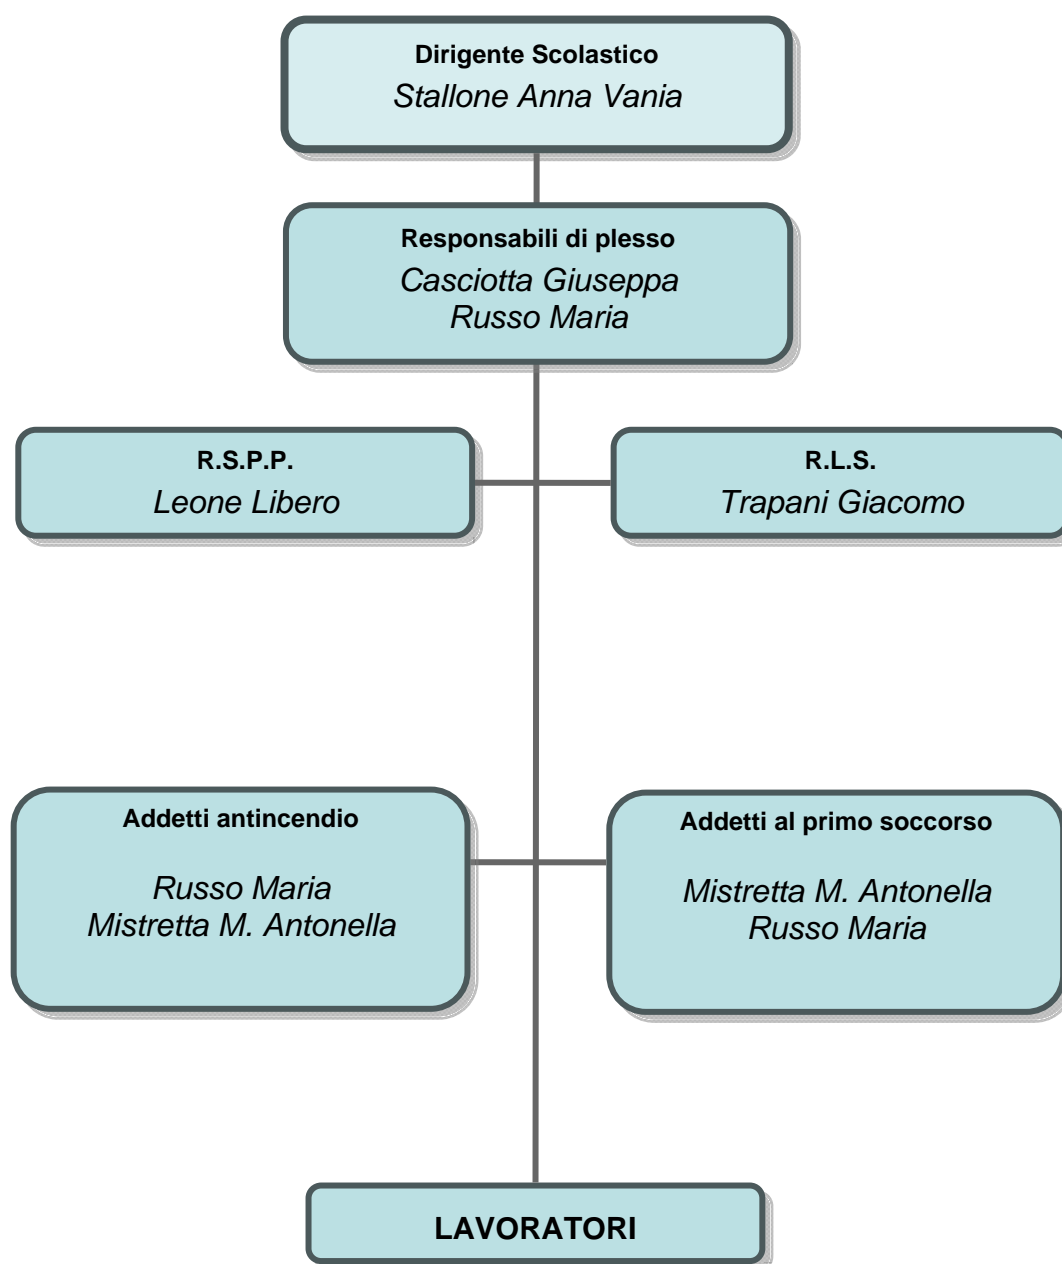 Dirigente Scolastico
Stallone Anna Vania
Responsabili di plesso
Casciotta Giuseppa
Russo Maria
R.S.P.P.
Leone Libero
R.L.S.
Trapani Giacomo
Addetti antincendio
Russo Maria
Mistretta M. Antonella
Addetti al primo soccorso
Mistretta M. Antonella
Russo Maria
LAVORATORI